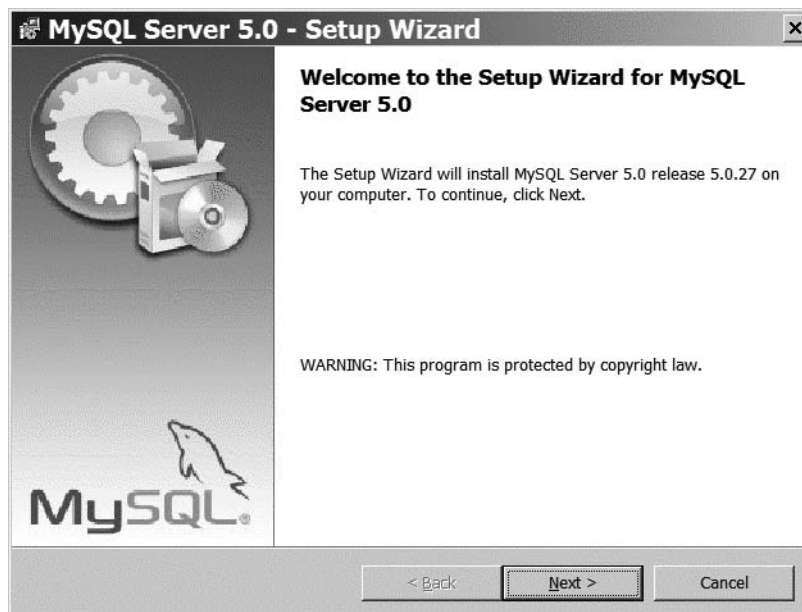 MySQL Server 5.0 - Setup Wizard
Welcome to the Setup Wizard for MySQL
Server 5.0
The Setup Wizard will install MySQL Server 5.0 release 5.0.27 on
your computer. To continue, click Next.
WARNING: This program is protected by copyright law.
MySQL®
< Back
Next >
Cancel